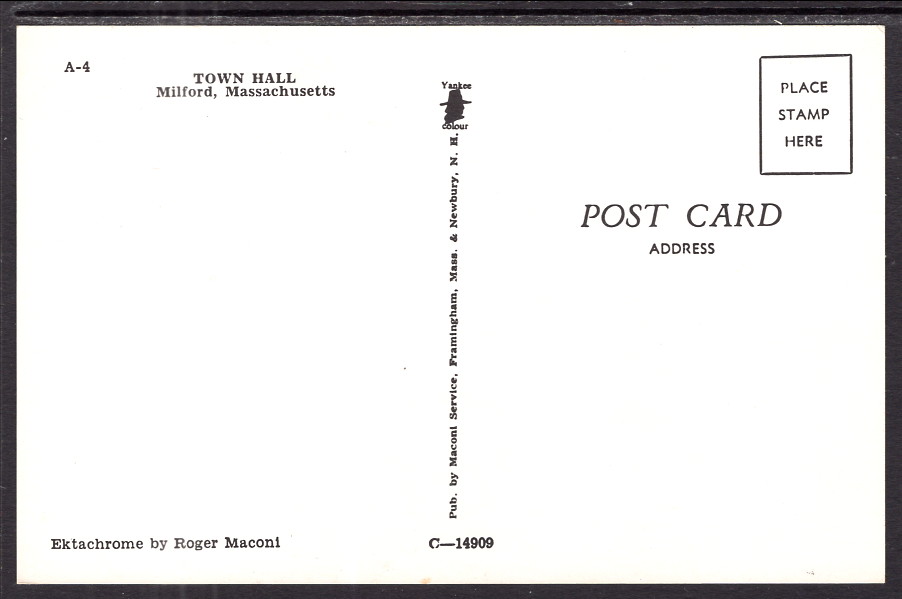 A-4
TOWN HALL
Milford, Massachusetts
Yankee
colour
Pub. by Maconi Service, Framingham, Mass. & Newbury, N. H.
PLACE
STAMP
HERE
POST CARD
ADDRESS
Ektachrome by Roger Maconi
C—14909